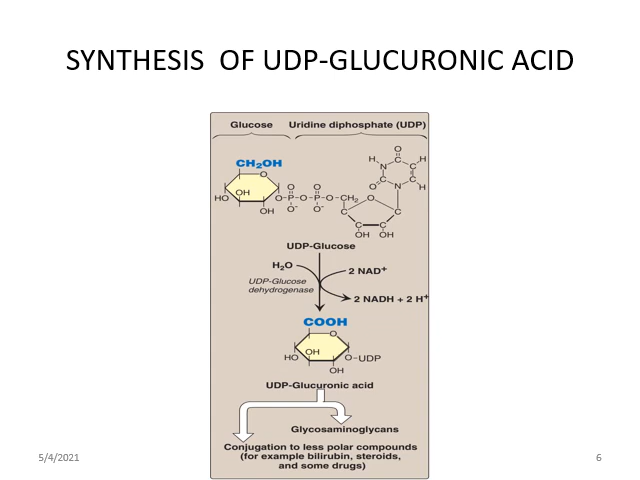 SYNTHESIS OF UDP-GLUCURONIC ACID
Glucose Uridine diphosphate (UDP)
CH₂OH
O
H C H
N C
C C
O N H
O O O
OH O-P-O-P-O-CH₂ O
HO O⁻ O⁻ C C
OH C C
OH OH
UDP-Glucose
H₂O
2 NAD⁺
UDP-Glucose
dehydrogenase
2 NADH + 2 H⁺
COOH
O
OH
HO O-UDP
OH
UDP-Glucuronic acid
Glycosaminoglycans
Conjugation to less polar compounds
(for example bilirubin, steroids,
and some drugs)
5/4/2021
6